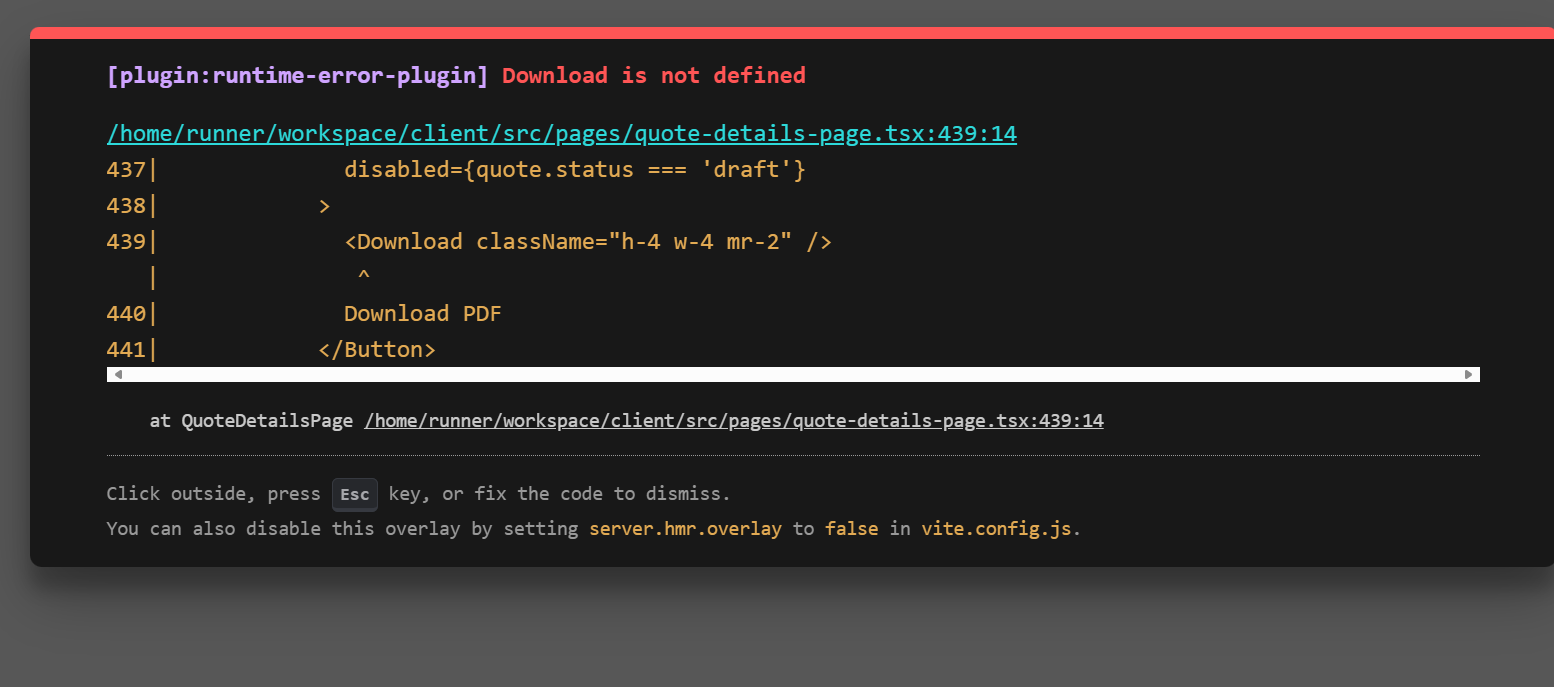 [plugin:runtime-error-plugin] Download is not defined
/home/runner/workspace/client/src/pages/quote-details-page.tsx:439:14
437|              disabled={quote.status === 'draft'}
438|            >
439|              <Download className="h-4 w-4 mr-2" />
   |               ^
440|              Download PDF
441|            </Button>
at QuoteDetailsPage /home/runner/workspace/client/src/pages/quote-details-page.tsx:439:14
Click outside, press Esc key, or fix the code to dismiss.
You can also disable this overlay by setting server.hmr.overlay to false in vite.config.js.